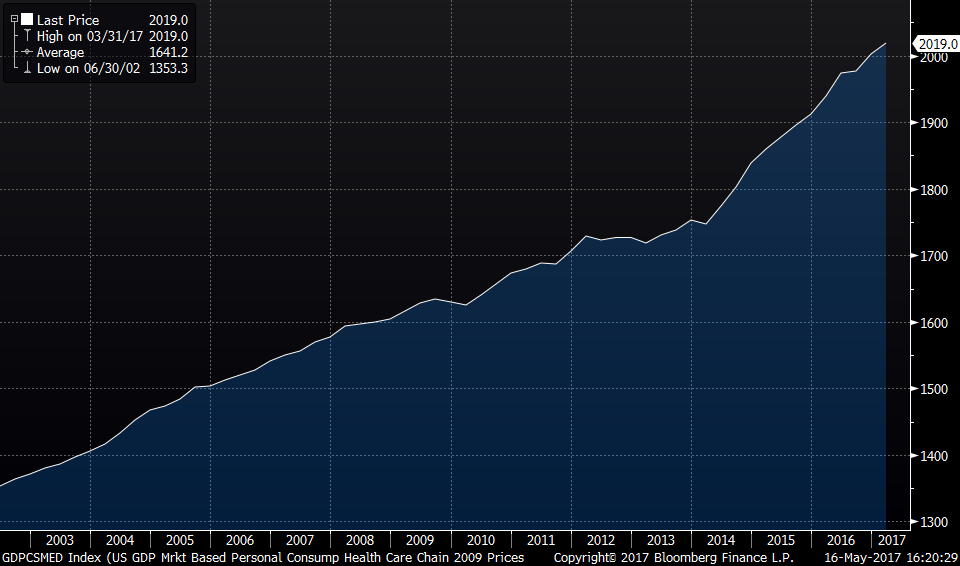 Last Price 2019.0
High on 03/31/17 2019.0
Average 1641.2
Low on 06/30/02 1353.3
2019.0
2000
1900
1800
1700
1600
1500
1400
1300
2003 2004 2005 2006 2007 2008 2009 2010 2011 2012 2013 2014 2015 2016 2017
GDPCSMED Index (US GDP Mrkt Based Personal Consump Health Care Chain 2009 Prices Copyright© 2017 Bloomberg Finance L.P. 16-May-2017 16:20:29